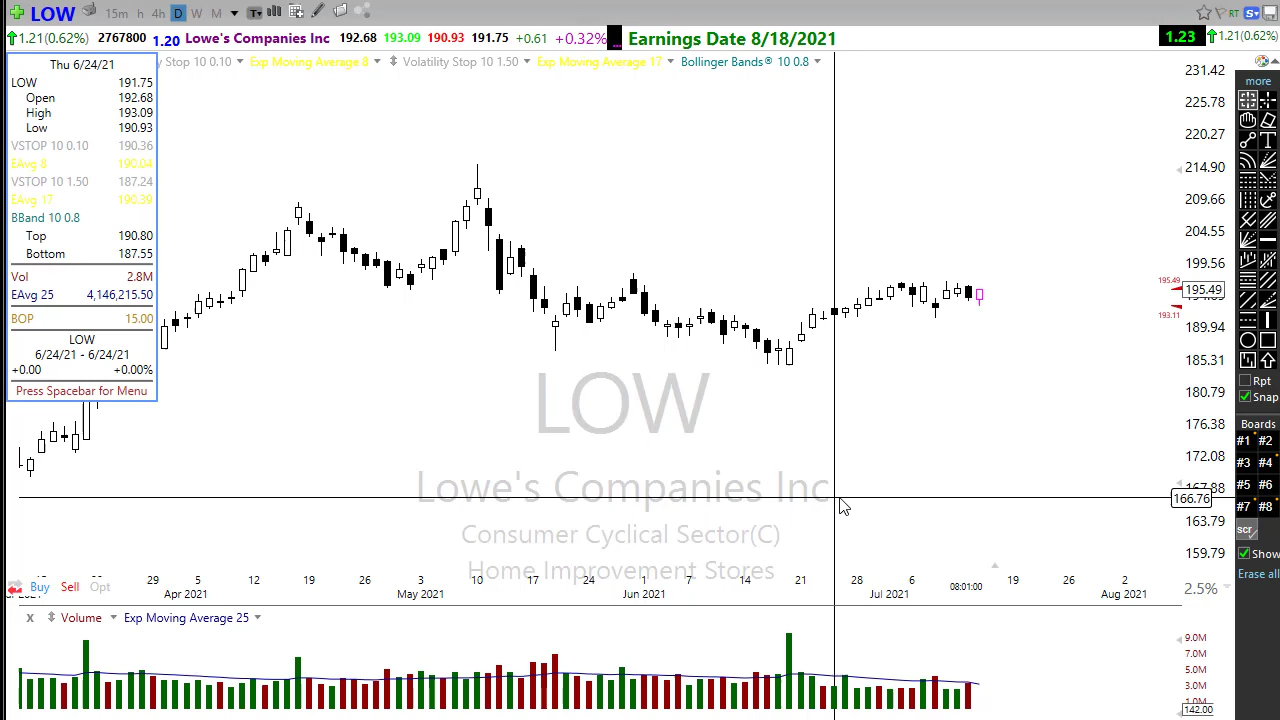 LOW 15m h 4h D W M T
1.21(0.62%) 2767800 1.20 Lowe's Companies Inc 192.68 193.09 190.93 191.75 +0.61 +0.32% ... Earnings Date 8/18/2021 1.23 1.21(0.62%)
RT S
y Stop 10 0.10 Exp Moving Average 8 Volatility Stop 10 1.50 Exp Moving Average 17 Bollinger Bands® 10 0.8
Thu 6/24/21
LOW 191.75
Open 192.68
High 193.09
Low 190.93
VSTOP 10 0.10 190.36
EAvg 8 190.04
VSTOP 10 1.50 187.24
EAvg 17 190.39
BBand 10 0.8
Top 190.80
Bottom 187.55
Vol 2.8M
EAvg 25 4,146,215.50
BOP 15.00
LOW
6/24/21 - 6/24/21
+0.00 +0.00%
Press Spacebar for Menu
231.42
225.78
220.27
214.90
209.66
204.55
199.56
195.49
195.49
193.11
189.94
185.31
180.79
176.38
172.08
166.76
163.79
159.79
2.5%
LOW
Lowe's Companies Inc
Consumer Cyclical Sector(C)
Home Improvement Stores
more
T
Rpt
Snap
Boards
#1 #2
#3 #4
#5 #6
#7 #8
scr
Show
Erase all
Buy Sell Opt
29 5 12 19 26 3 10 17 24 1 7 14 21 28 6 08:01:00 19 26 2
Apr 2021 May 2021 Jun 2021 Jul 2021 Aug 2021
X Volume Exp Moving Average 25
9.0M
7.0M
5.0M
3.0M
1.0M
142.00